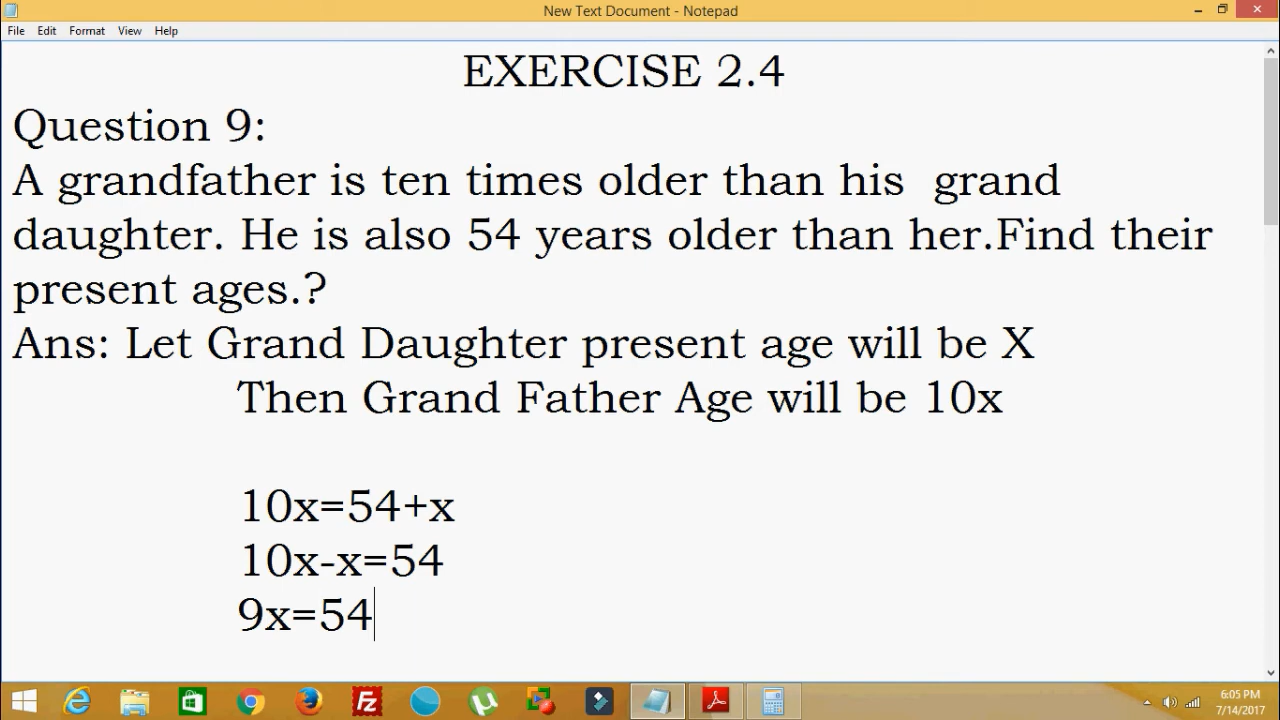 New Text Document - Notepad
File Edit Format View Help
EXERCISE 2.4
Question 9:
A grandfather is ten times older than his  grand
daughter. He is also 54 years older than her.Find their
present ages.?
Ans: Let Grand Daughter present age will be X
Then Grand Father Age will be 10x
10x=54+x
10x-x=54
9x=54
Fz
6:05 PM
7/14/2017